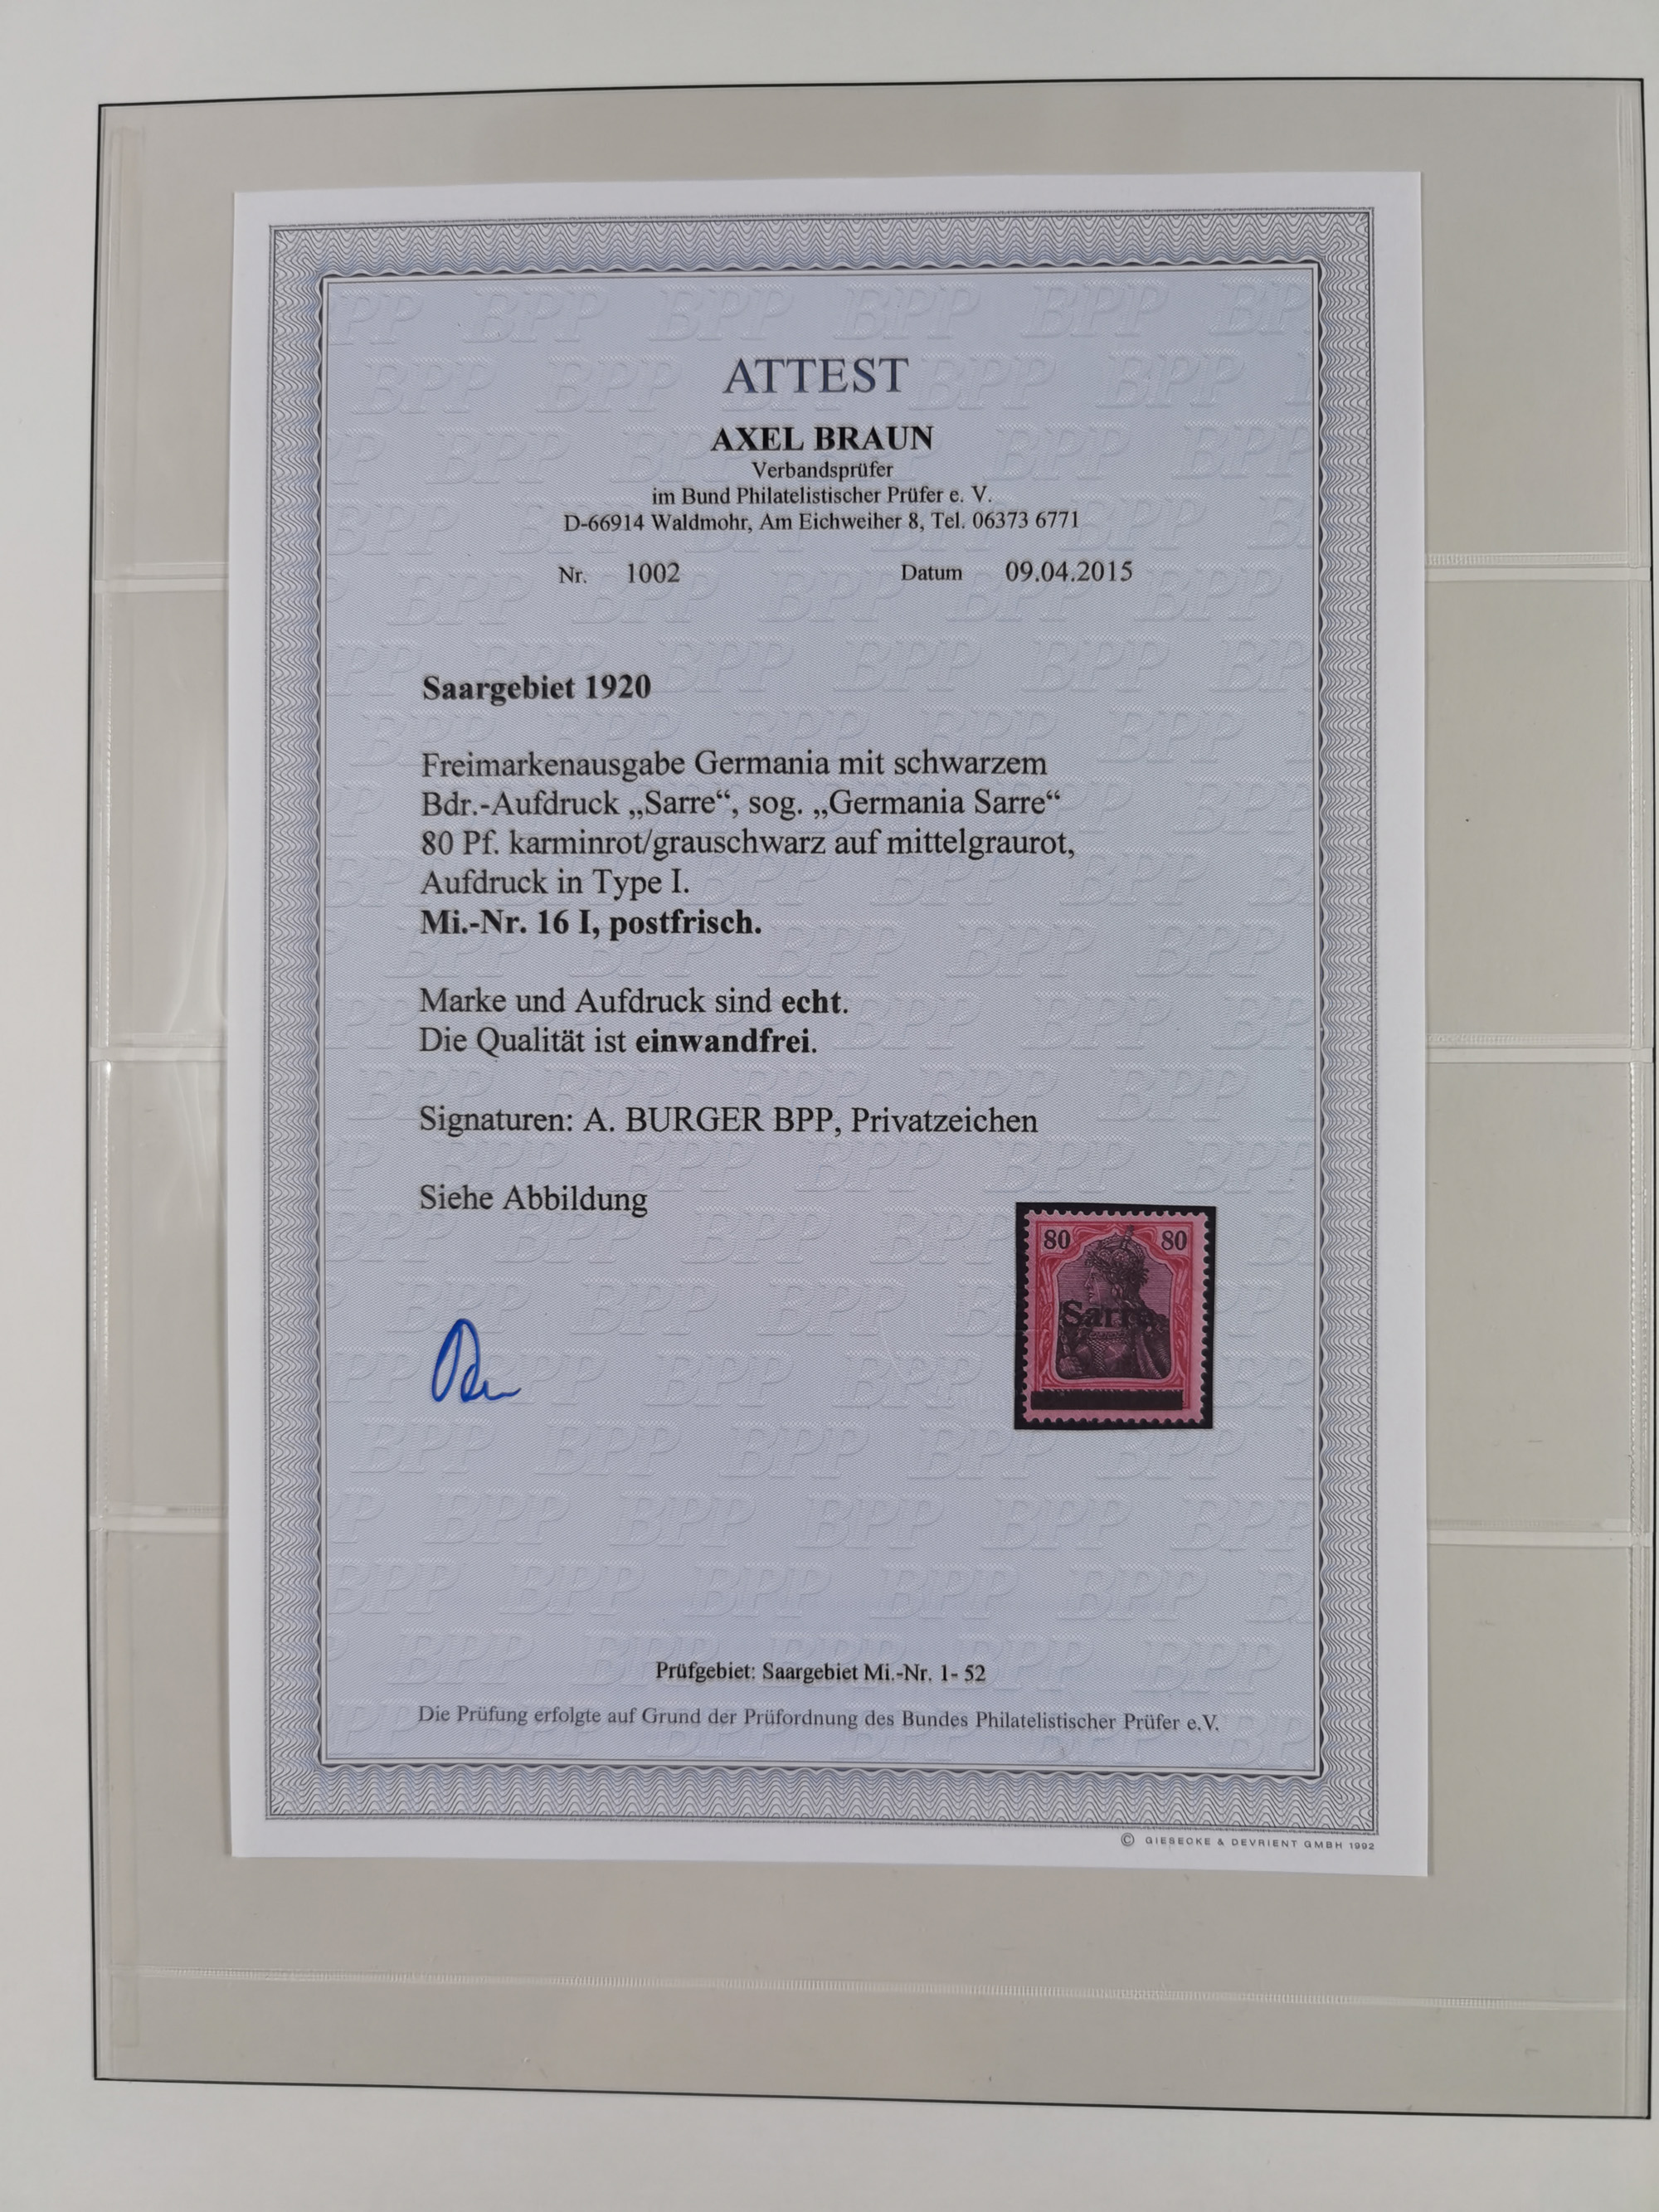 ATTEST
AXEL BRAUN
Verbandsprüfer
im Bund Philatelistischer Prüfer e. V.
D-66914 Waldmohr, Am Eichweiher 8, Tel. 06373 6771
Nr. 1002 Datum 09.04.2015
Saargebiet 1920
Freimarkenausgabe Germania mit schwarzem
Bdr.-Aufdruck „Sarre“, sog. „Germania Sarre“
80 Pf. karminrot/grauschwarz auf mittelgraurot,
Aufdruck in Type I.
Mi.-Nr. 16 I, postfrisch.
Marke und Aufdruck sind echt.
Die Qualität ist einwandfrei.
Signaturen: A. BURGER BPP, Privatzeichen
Siehe Abbildung
80 80
Sarre
Prüfgebiet: Saargebiet Mi.-Nr. 1- 52
Die Prüfung erfolgte auf Grund der Prüfordnung des Bundes Philatelistischer Prüfer e.V.
© GIESECKE & DEVRIENT GMBH 1992